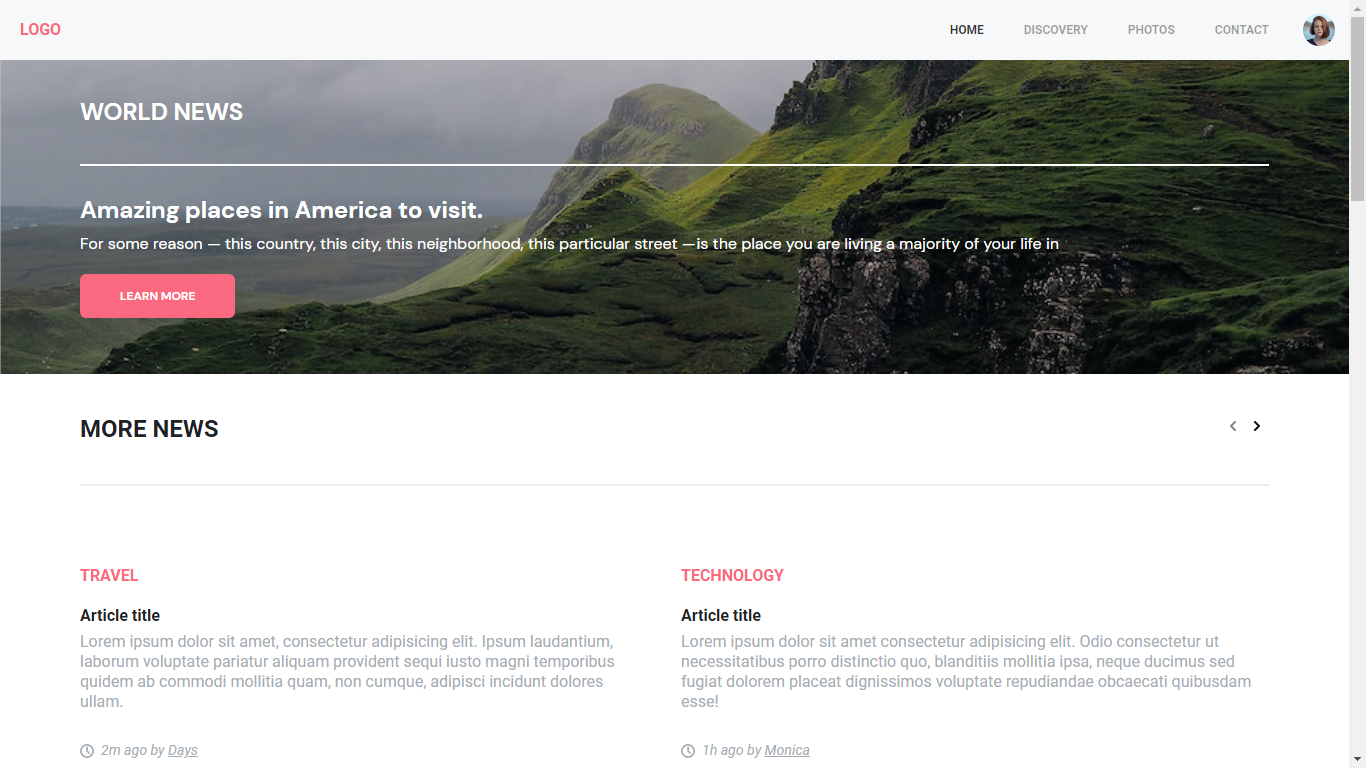 LOGO
HOME DISCOVERY PHOTOS CONTACT
WORLD NEWS
Amazing places in America to visit.
For some reason — this country, this city, this neighborhood, this particular street —is the place you are living a majority of your life in
LEARN MORE
MORE NEWS
TRAVEL
Article title
Lorem ipsum dolor sit amet, consectetur adipisicing elit. Ipsum laudantium,
laborum voluptate pariatur aliquam provident sequi iusto magni temporibus
quidem ab commodi mollitia quam, non cumque, adipisci incidunt dolores
ullam.
2m ago by Days
TECHNOLOGY
Article title
Lorem ipsum dolor sit amet consectetur adipisicing elit. Odio consectetur ut
necessitatibus porro distinctio quo, blanditiis mollitia ipsa, neque ducimus sed
fugiat dolorem placeat dignissimos voluptate repudiandae obcaecati quibusdam
esse!
1h ago by Monica